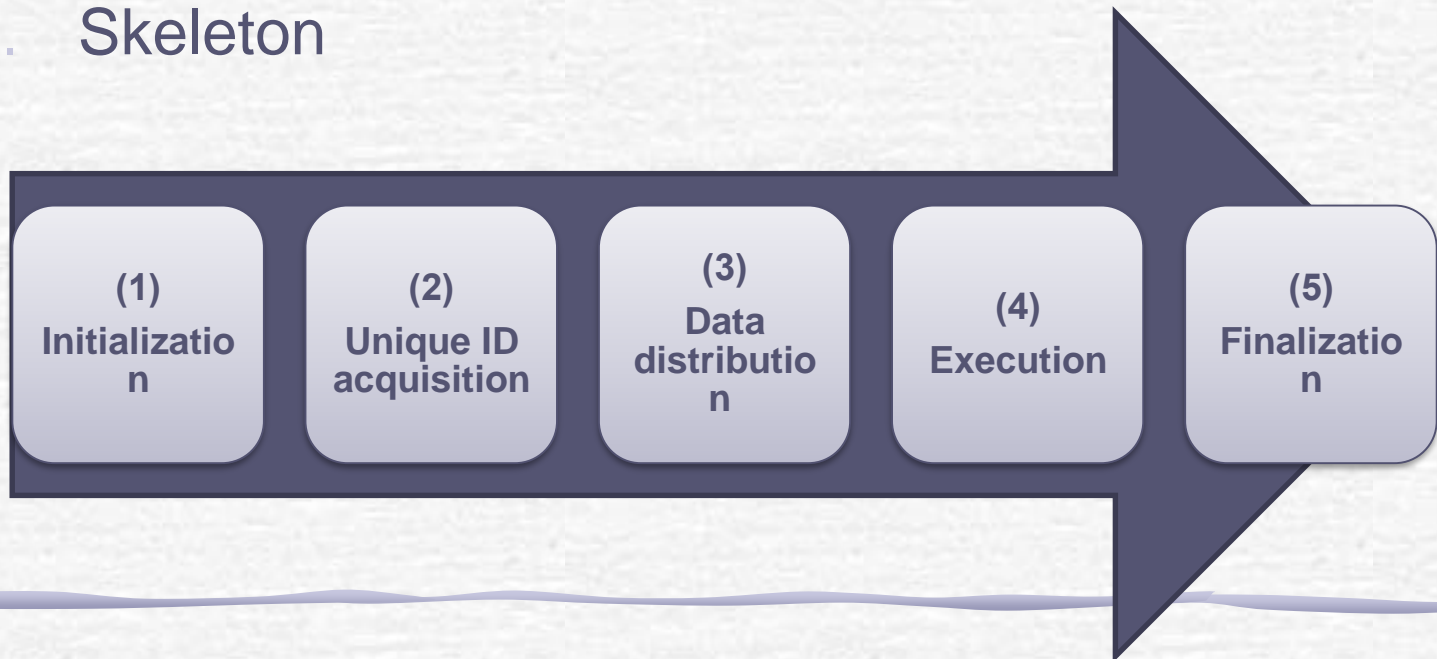 . Skeleton
(1)
Initializatio
n
(2)
Unique ID
acquisition
(3)
Data
distributio
n
(4)
Execution
(5)
Finalizatio
n